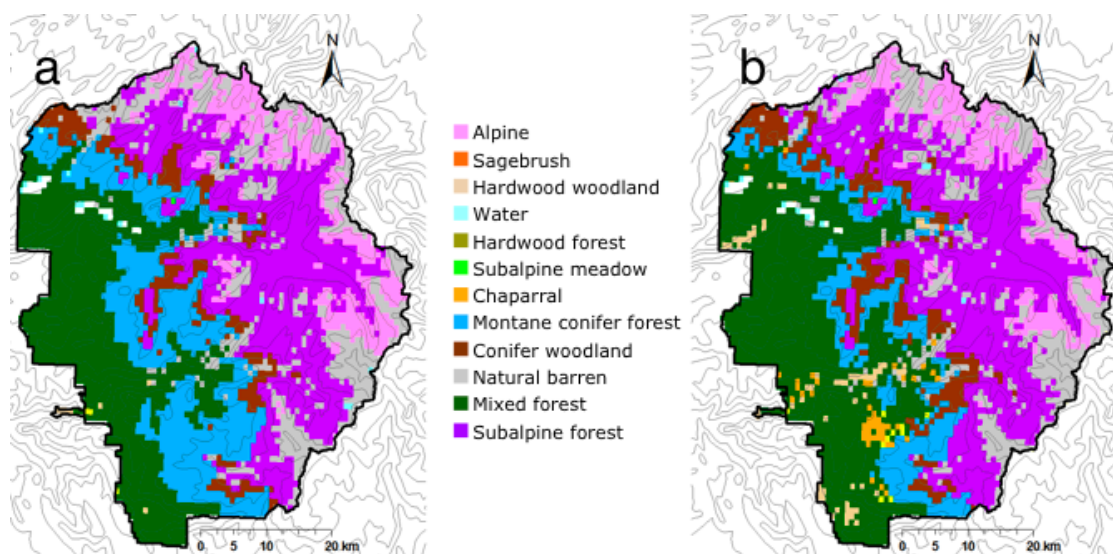 a
N
b
N
Alpine
Sagebrush
Hardwood woodland
Water
Hardwood forest
Subalpine meadow
Chaparral
Montane conifer forest
Conifer woodland
Natural barren
Mixed forest
Subalpine forest
0 5 10 20 km
0 5 10 20 km